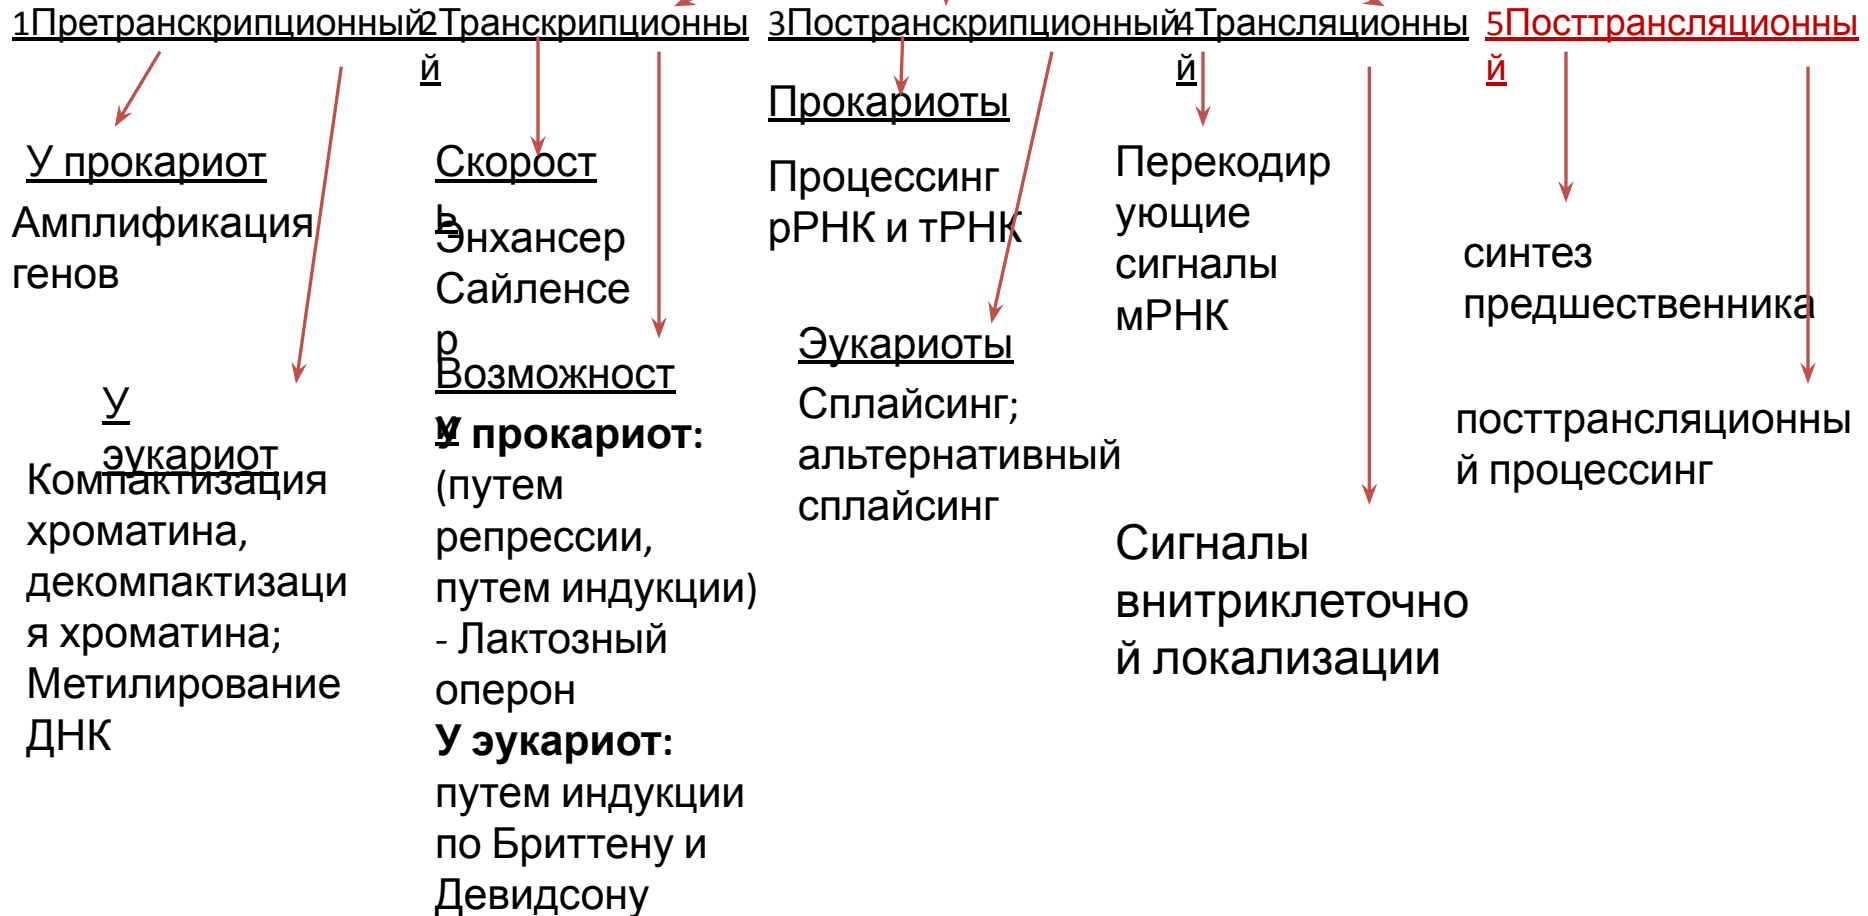 1Претранскрипционный
2Транскрипционны
й
3Пострaнскрипционный
4Трансляционны
й
5Посттрансляционны
й
У прокариот
Амплификация
генов
У
эукариот
Компактизация
хроматина,
декомпактизаци
я хроматина;
Метилирование
ДНК
Скорост
ь
Энхансер
Сайленсе
р
Возможност
и
У прокариот:
(путем
репрессии,
путем индукции)
- Лактозный
оперон
У эукариот:
путем индукции
по Бриттену и
Девидсону
Прокариоты
Процессинг
рРНК и тРНК
Эукариоты
Сплайсинг;
альтернативный
сплайсинг
Перекодир
ующие
сигналы
мРНК
Сигналы
внитриклеточно
й локализации
синтез
предшественника
посттрансляционны
й процессинг